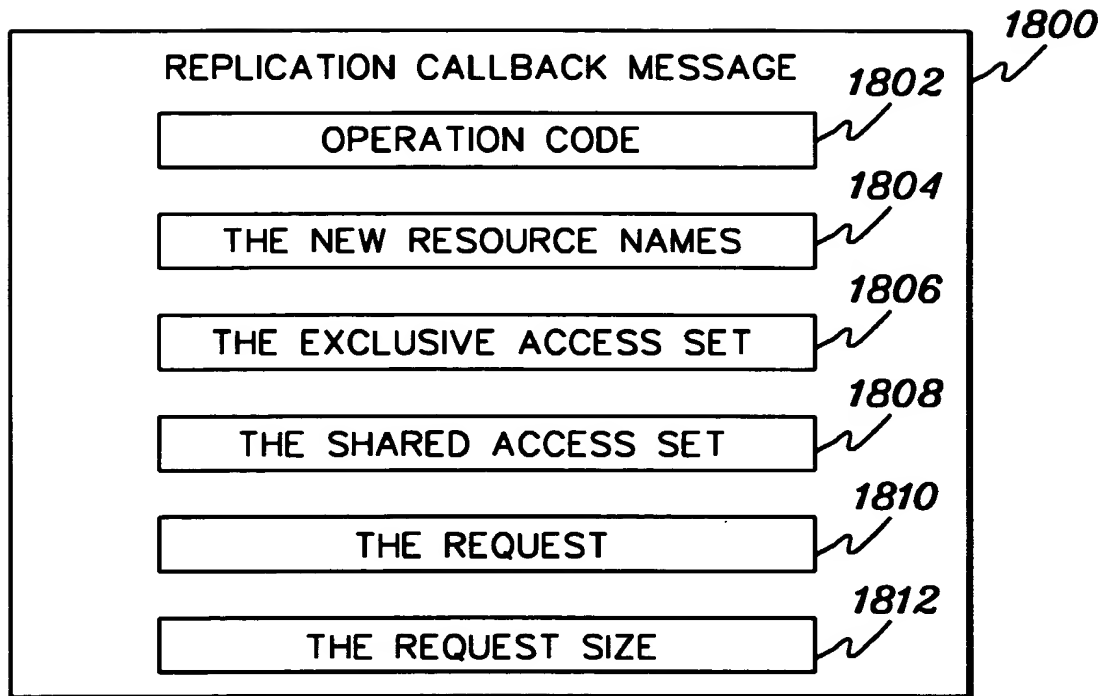 1800
REPLICATION CALLBACK MESSAGE
1802
OPERATION CODE
1804
THE NEW RESOURCE NAMES
1806
THE EXCLUSIVE ACCESS SET
1808
THE SHARED ACCESS SET
1810
THE REQUEST
1812
THE REQUEST SIZE